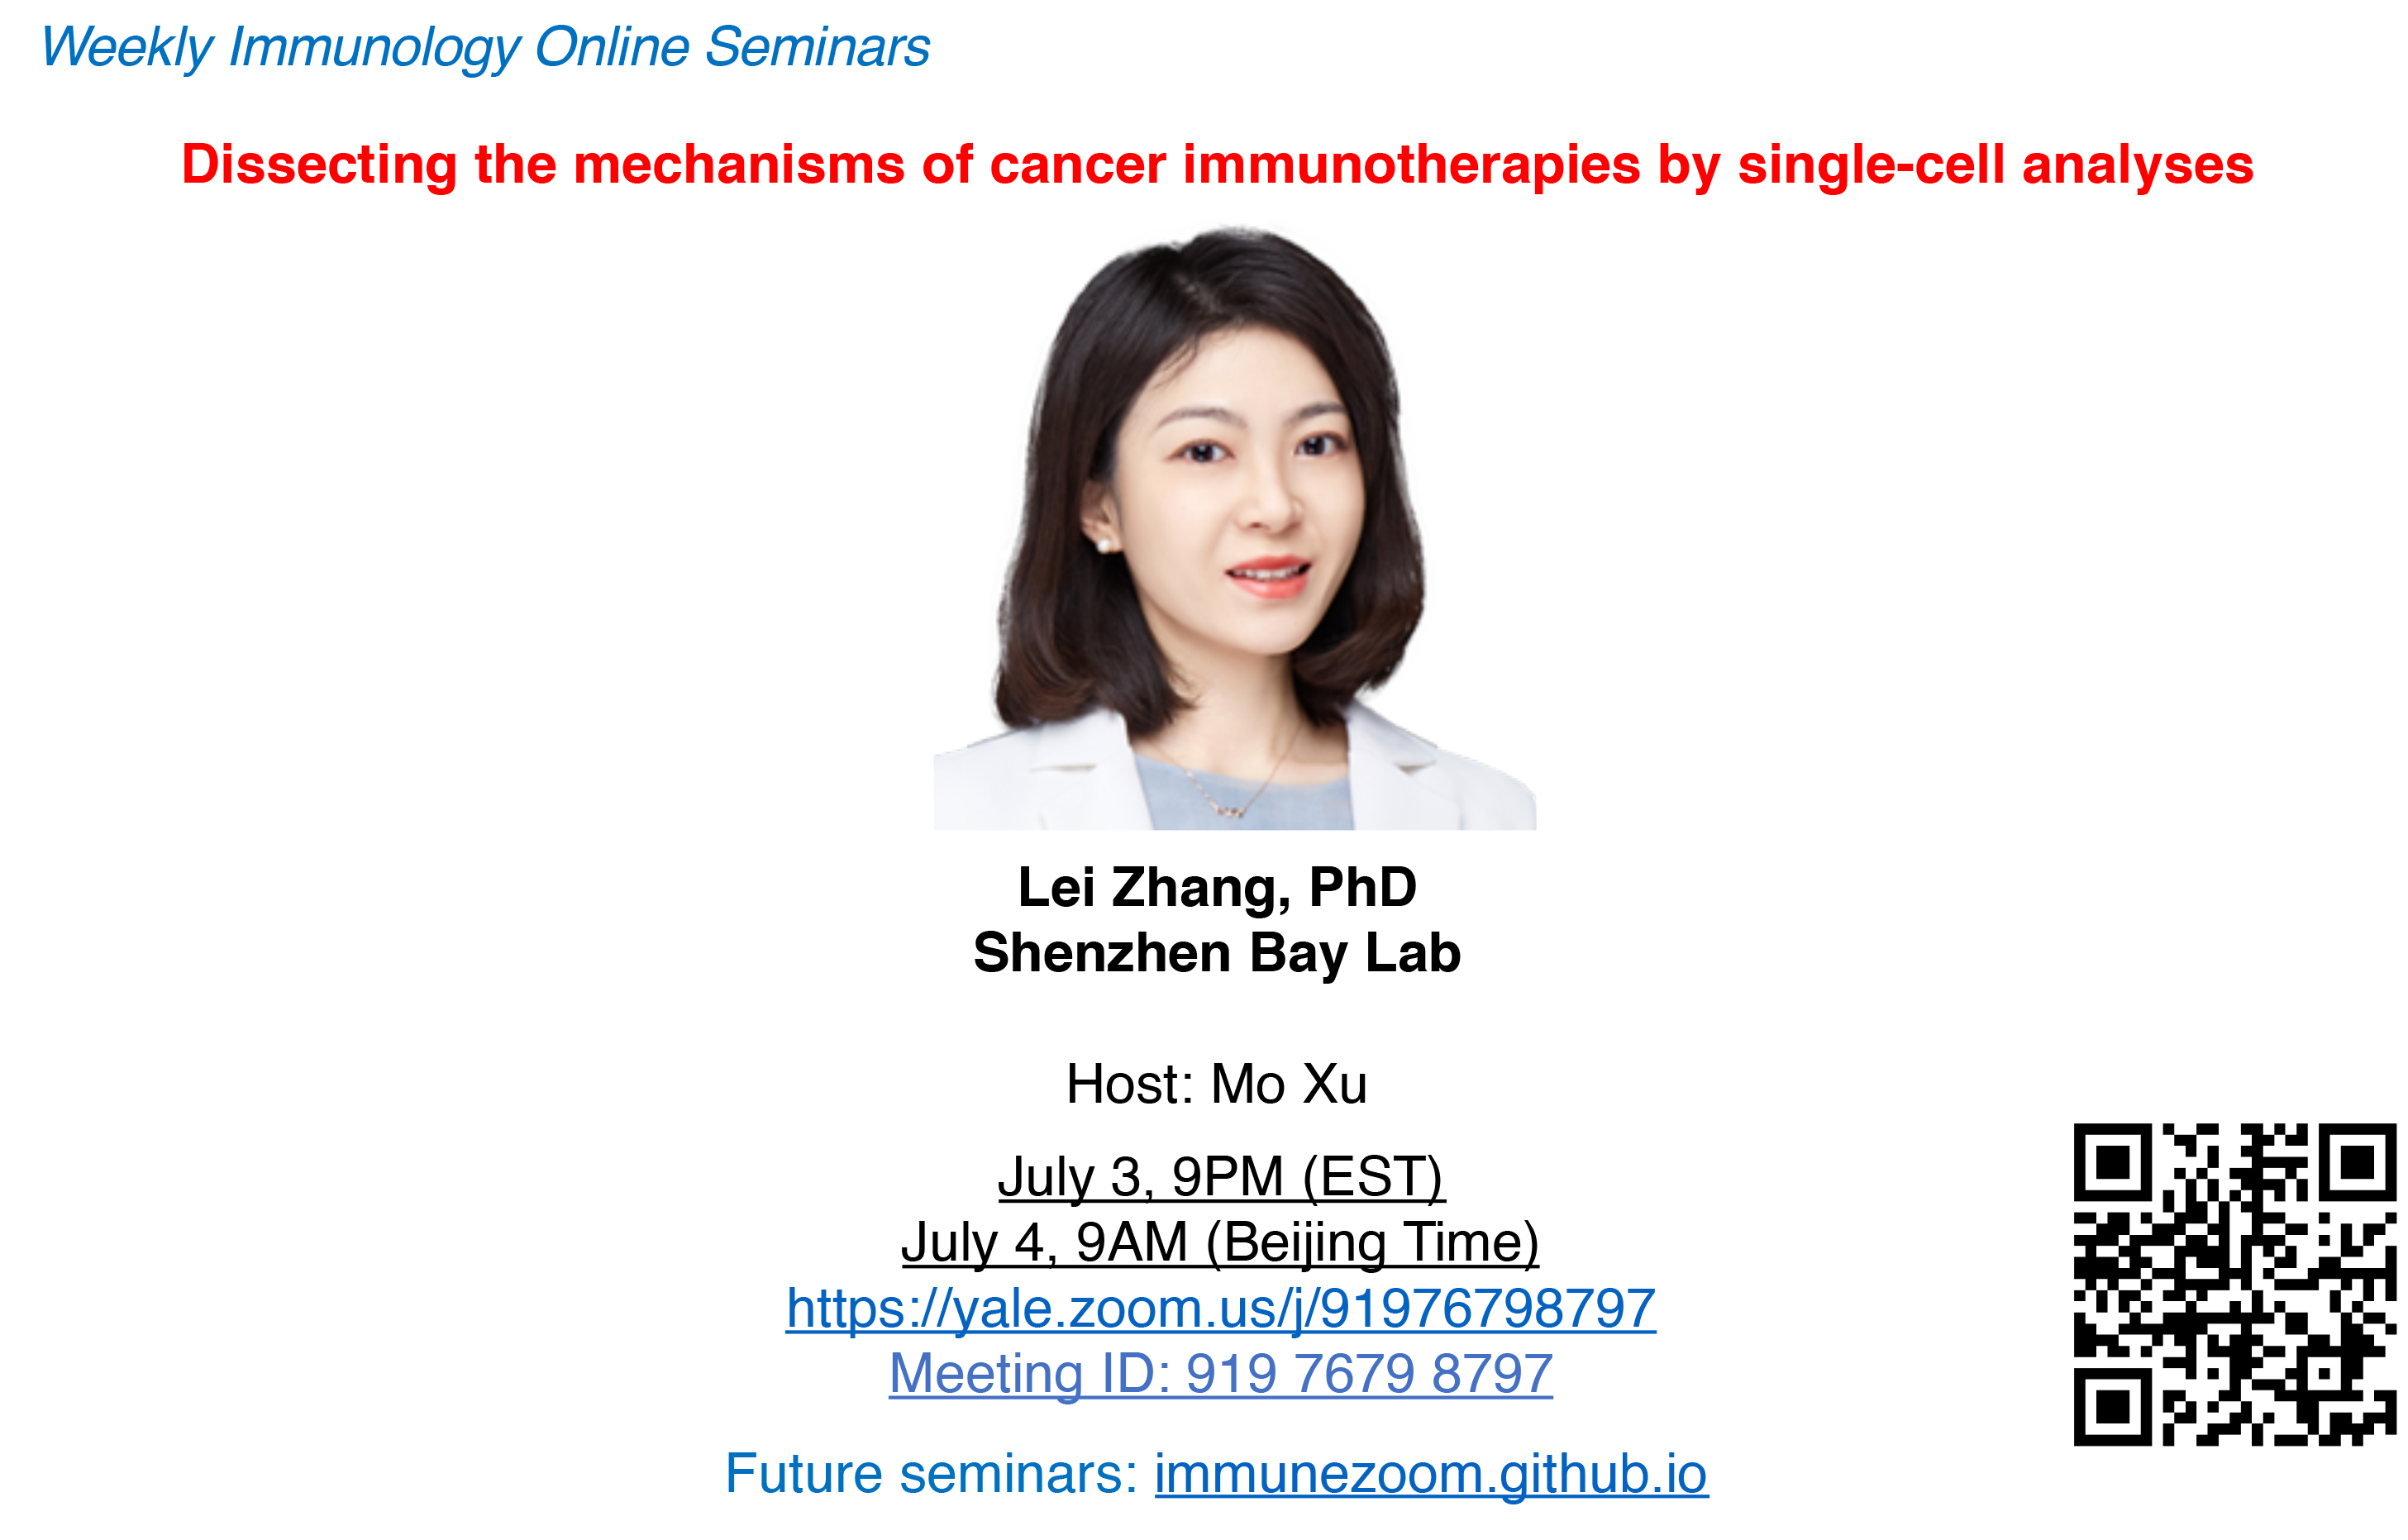 Weekly Immunology Online Seminars
Dissecting the mechanisms of cancer immunotherapies by single-cell analyses
Lei Zhang, PhD
Shenzhen Bay Lab
Host: Mo Xu
July 3, 9PM (EST)
July 4, 9AM (Beijing Time)
https://yale.zoom.us/j/91976798797
Meeting ID: 919 7679 8797
Future seminars: immunezoom.github.io